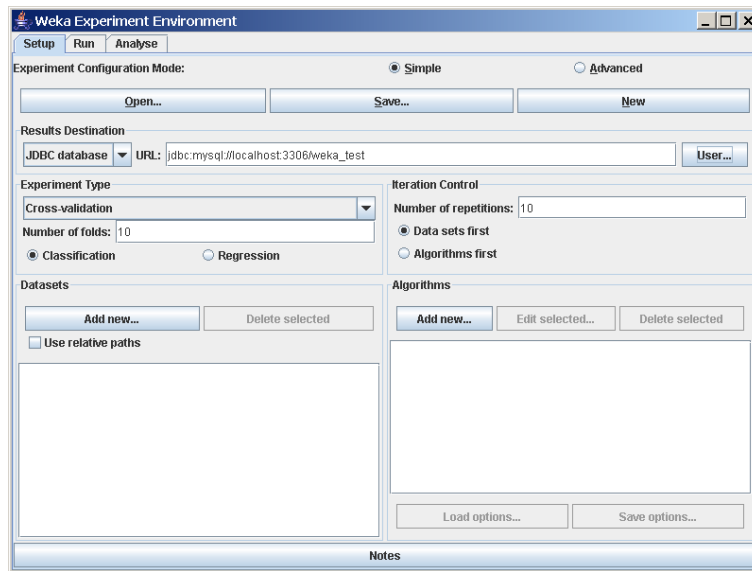 Weka Experiment Environment
Setup Run Analyse
Experiment Configuration Mode: Simple Advanced
Open... Save... New
Results Destination
JDBC database URL: jdbc:mysql://localhost:3306/weka_test User...
Experiment Type
Cross-validation
Number of folds: 10
Classification Regression
Iteration Control
Number of repetitions: 10
Data sets first
Algorithms first
Datasets
Add new... Delete selected
Use relative paths
Algorithms
Add new... Edit selected... Delete selected
Load options... Save options...
Notes